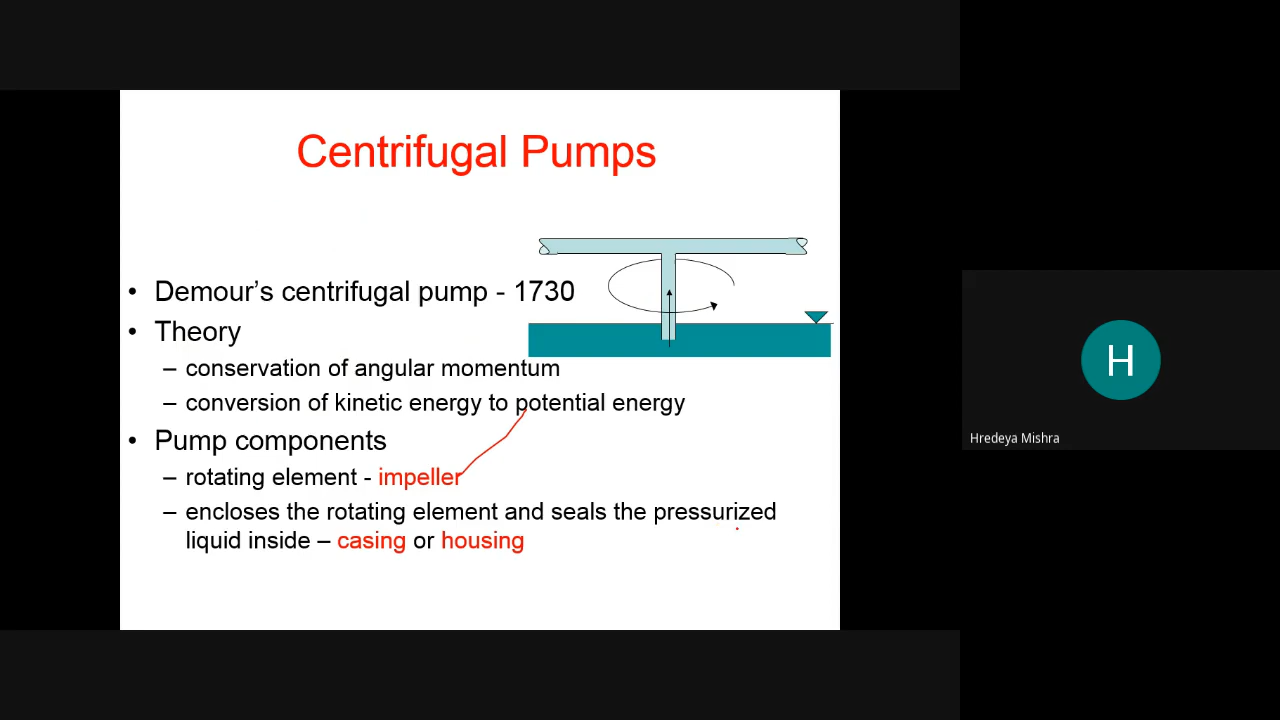 Centrifugal Pumps
• Demour's centrifugal pump - 1730
• Theory
– conservation of angular momentum
– conversion of kinetic energy to potential energy
• Pump components
– rotating element - impeller
– encloses the rotating element and seals the pressurized
liquid inside – casing or housing
H
Hredeya Mishra